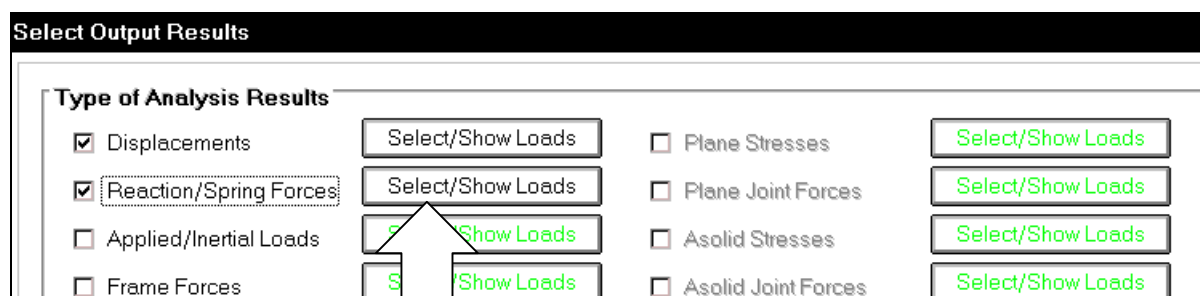 Select Output Results
Type of Analysis Results
Displacements Select/Show Loads Plane Stresses Select/Show Loads
Reaction/Spring Forces Select/Show Loads Plane Joint Forces Select/Show Loads
Applied/Inertial Loads Show Loads Asolid Stresses Select/Show Loads
Frame Forces /Show Loads Asolid Joint Forces Select/Show Loads